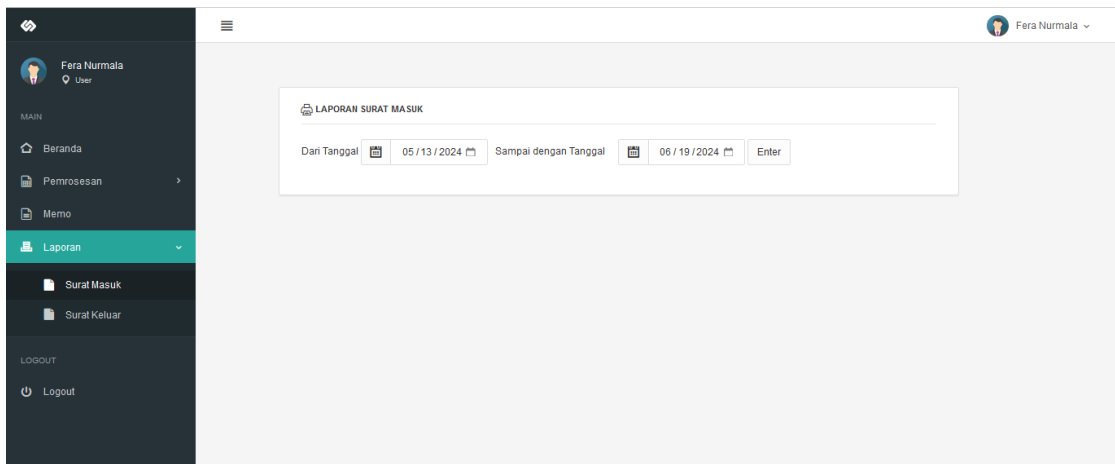 Fera Nurmala
Fera Nurmala
User
MAIN
Beranda
Pemrosesan
Memo
Laporan
Surat Masuk
Surat Keluar
LOGOUT
Logout
LAPORAN SURAT MASUK
Dari Tanggal 05/13/2024 Sampai dengan Tanggal 06/19/2024 Enter